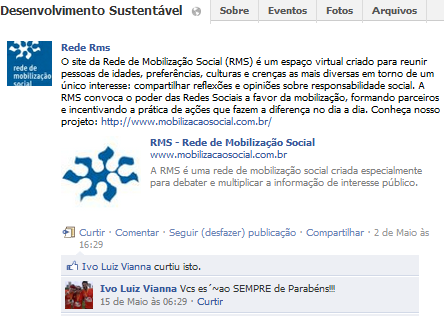 Desenvolvimento Sustentável Sobre Eventos Fotos Arquivos
Rede Rms
O site da Rede de Mobilização Social (RMS) é um espaço virtual criado para reunir
pessoas de idades, preferências, culturas e crenças as mais diversas em torno de um
único interesse: compartilhar reflexões e opiniões sobre responsabilidade social. A
RMS convoca o poder das Redes Sociais a favor da mobilização, formando parceiros
e incentivando a prática de ações que fazem a diferença no dia a dia. Conheça nosso
projeto: http://www.mobilizacaosocial.com.br/
rede de
mobilização
social
RMS - Rede de Mobilização Social
www.mobilizacaosocial.com.br
A RMS é uma rede de mobilização social criada especialmente
para debater e multiplicar a informação de interesse público.
Curtir · Comentar · Seguir (desfazer) publicação · Compartilhar · 2 de Maio às
16:29
Ivo Luiz Vianna curtiu isto.
Ivo Luiz Vianna Vcs es´~ao SEMPRE de Parabéns!!!
15 de Maio às 06:29 · Curtir